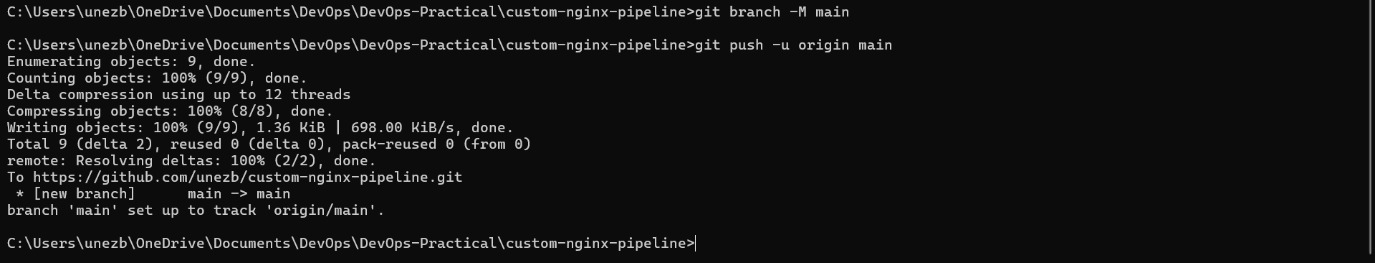 C:\Users\unezb\OneDrive\Documents\DevOps\DevOps-Practical\custom-nginx-pipeline>git branch -M main
C:\Users\unezb\OneDrive\Documents\DevOps\DevOps-Practical\custom-nginx-pipeline>git push -u origin main
Enumerating objects: 9, done.
Counting objects: 100% (9/9), done.
Delta compression using up to 12 threads
Compressing objects: 100% (8/8), done.
Writing objects: 100% (9/9), 1.36 KiB | 698.00 KiB/s, done.
Total 9 (delta 2), reused 0 (delta 0), pack-reused 0 (from 0)
remote: Resolving deltas: 100% (2/2), done.
To https://github.com/unezb/custom-nginx-pipeline.git
 * [new branch]      main -> main
branch 'main' set up to track 'origin/main'.
C:\Users\unezb\OneDrive\Documents\DevOps\DevOps-Practical\custom-nginx-pipeline>